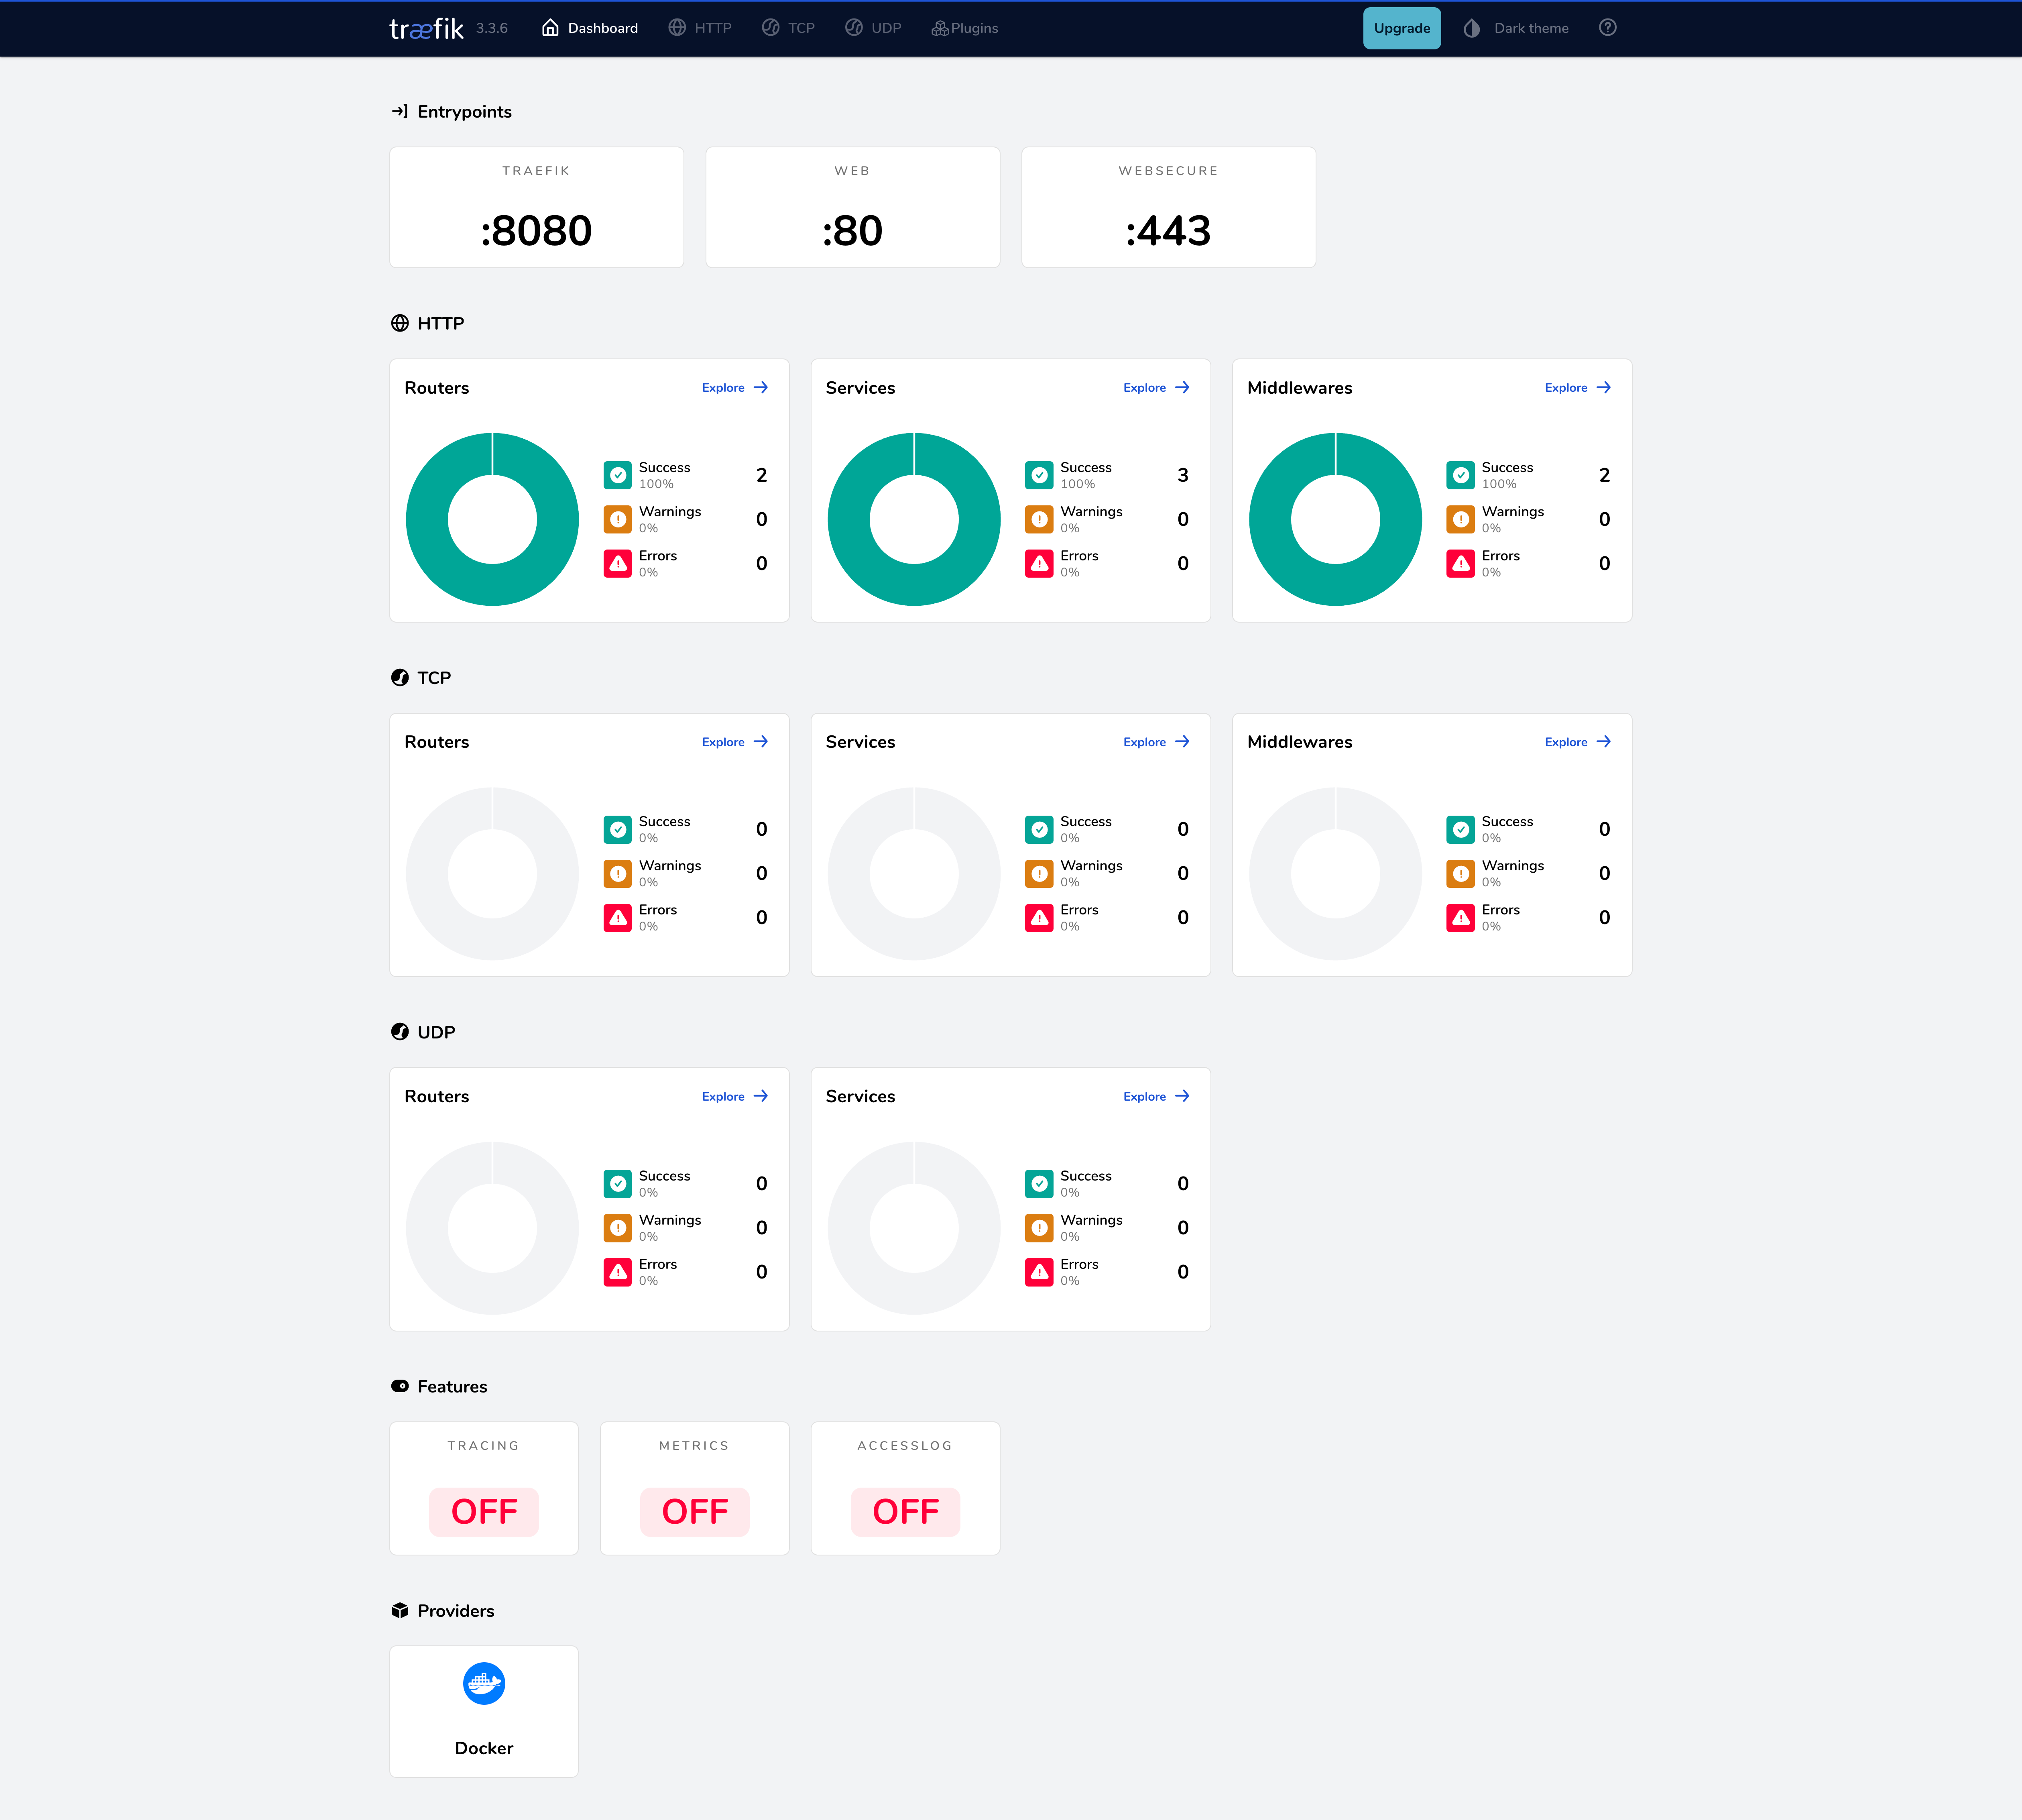 træfik 3.3.6 Dashboard HTTP TCP UDP Plugins Upgrade Dark theme
Entrypoints
TRAEFIK WEB WEBSECURE
:8080 :80 :443
HTTP
Routers Explore
Success 2
100%
Warnings 0
0%
Errors 0
0%
Services Explore
Success 3
100%
Warnings 0
0%
Errors 0
0%
Middlewares Explore
Success 2
100%
Warnings 0
0%
Errors 0
0%
TCP
Routers Explore
Success 0
0%
Warnings 0
0%
Errors 0
0%
Services Explore
Success 0
0%
Warnings 0
0%
Errors 0
0%
Middlewares Explore
Success 0
0%
Warnings 0
0%
Errors 0
0%
UDP
Routers Explore
Success 0
0%
Warnings 0
0%
Errors 0
0%
Services Explore
Success 0
0%
Warnings 0
0%
Errors 0
0%
Features
TRACING METRICS ACCESSLOG
OFF OFF OFF
Providers
Docker